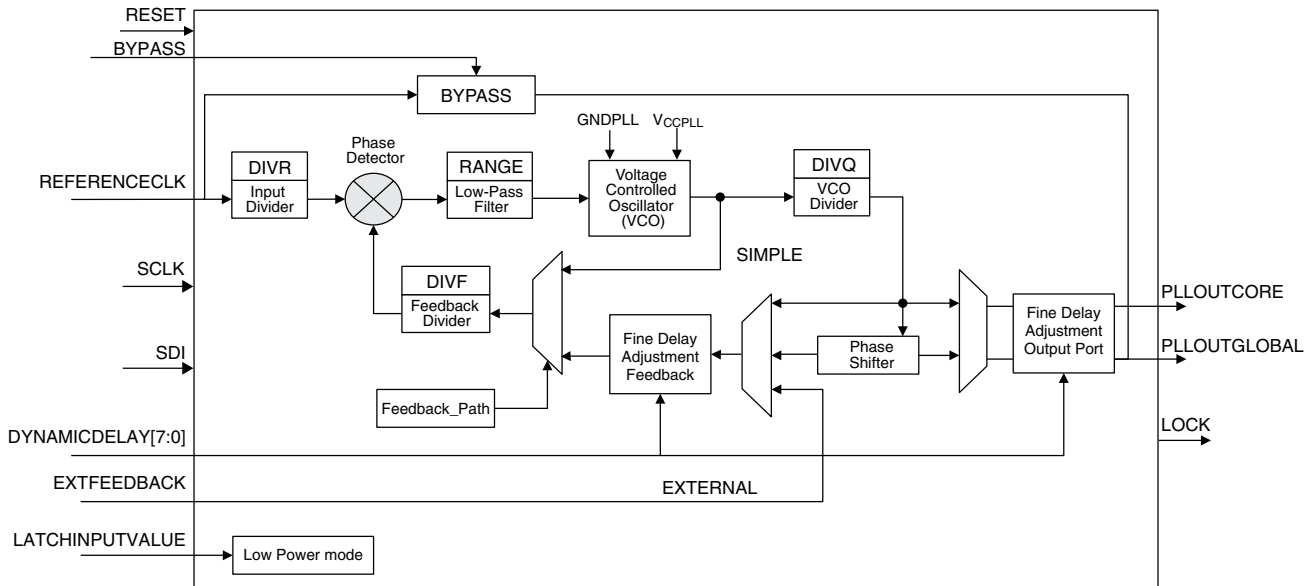 RESET
BYPASS
BYPASS
GNDPLL
VCCPLL
Phase
Detector
DIVR
Input
Divider
RANGE
Low-Pass
Filter
Voltage
Controlled
Oscillator
(VCO)
DIVQ
VCO
Divider
REFERENCECLK
SIMPLE
SCLK
DIVF
Feedback
Divider
PLLOUTCORE
Fine Delay
Adjustment
Output Port
Fine Delay
Adjustment
Feedback
Phase
Shifter
PLLOUTGLOBAL
SDI
Feedback_Path
DYNAMICDELAY[7:0]
LOCK
EXTFEEDBACK
EXTERNAL
LATCHINPUTVALUE
Low Power mode